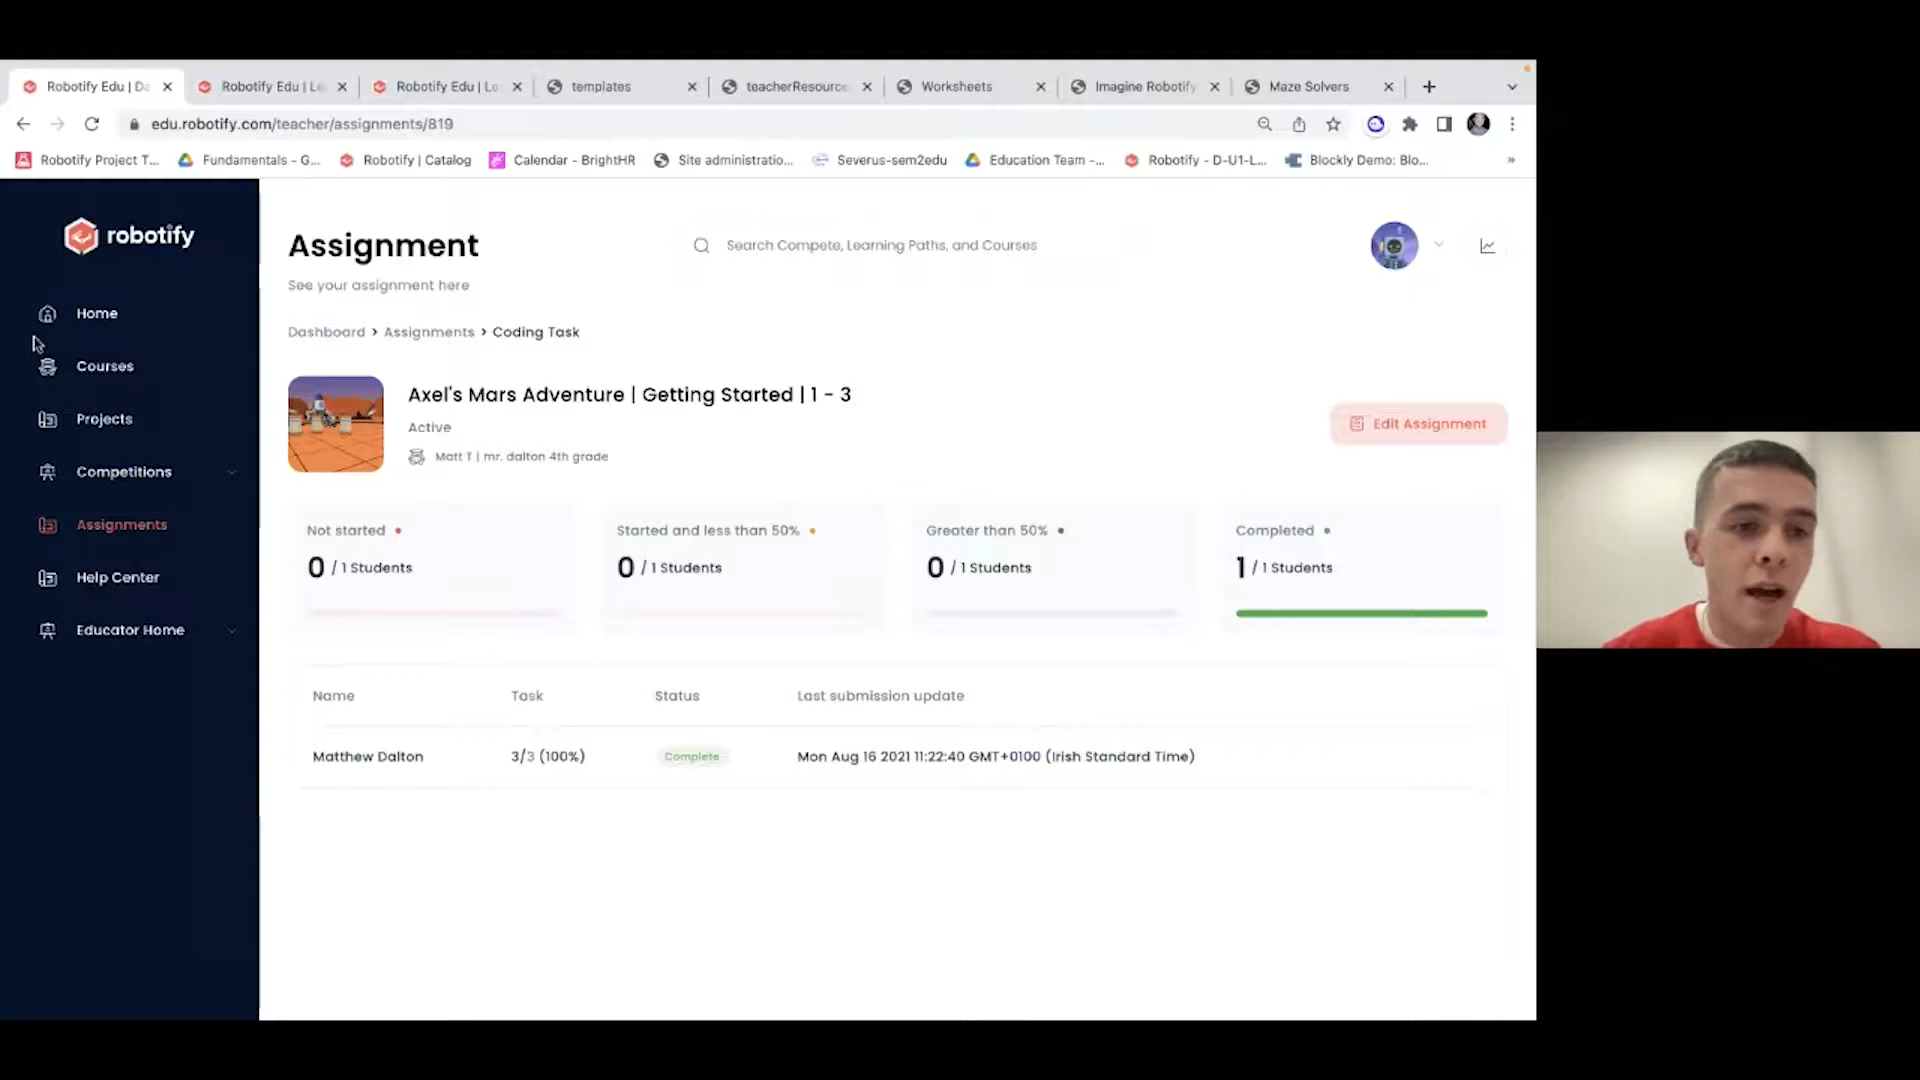 Robotify Edu | Da
Robotify Edu | Le
Robotify Edu | Le
templates
teacherResource
Worksheets
Imagine Robotify
Maze Solvers
edu.robotify.com/teacher/assignments/819
Robotify Project T...
Fundamentals - G...
Robotify | Catalog
Calendar - BrightHR
Site administratio...
Severus-sem2edu
Education Team -...
Robotify - D-U1-L...
Blockly Demo: Blo...
robotify
Home
Courses
Projects
Competitions
Assignments
Help Center
Educator Home
Assignment
Search Compete, Learning Paths, and Courses
See your assignment here
Dashboard > Assignments > Coding Task
Axel's Mars Adventure | Getting Started | 1 - 3
Active
Matt T | mr. dalton 4th grade
Edit Assignment
Not started
0 / 1 Students
Started and less than 50%
0 / 1 Students
Greater than 50%
0 / 1 Students
Completed
1 / 1 Students
Name Task Status Last submission update
Matthew Dalton 3/3 (100%) Complete Mon Aug 16 2021 11:22:40 GMT+0100 (Irish Standard Time)